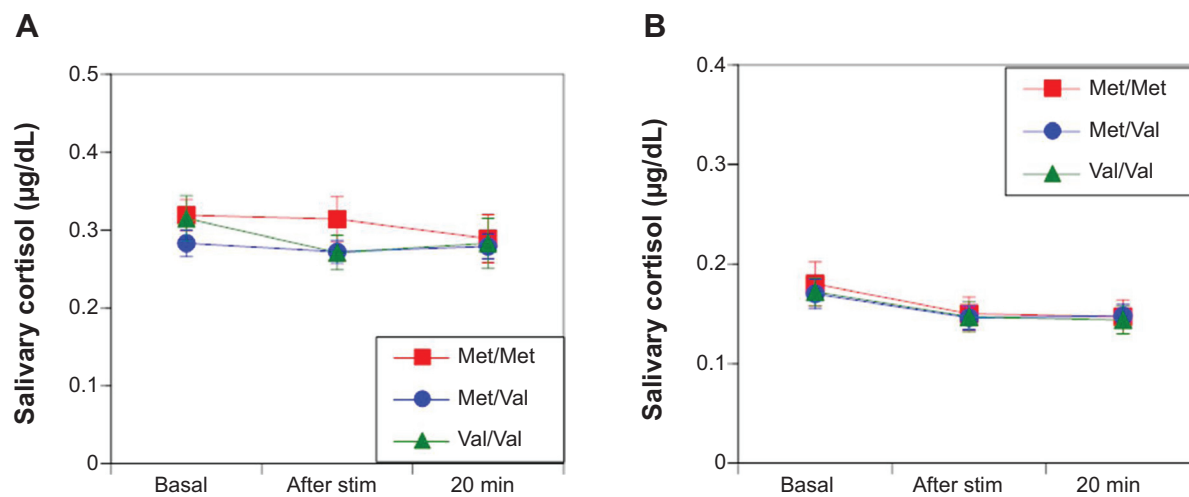 A
Salivary cortisol (µg/dL)
0.5
0.4
0.3
0.2
0.1
0
Met/Met
Met/Val
Val/Val
Basal
After stim
20 min
B
Salivary cortisol (µg/dL)
0.4
0.3
0.2
0.1
0
Met/Met
Met/Val
Val/Val
Basal
After stim
20 min